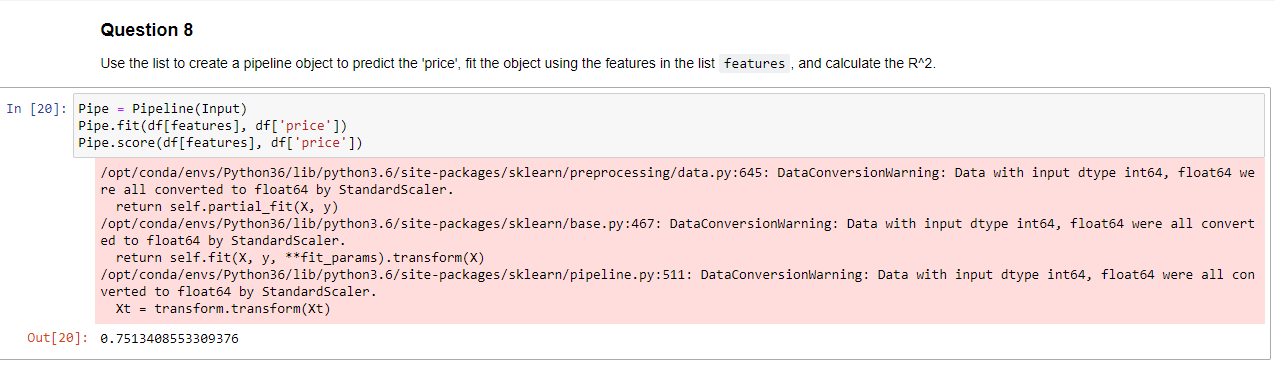 Question 8
Use the list to create a pipeline object to predict the 'price', fit the object using the features in the list features , and calculate the R^2.
In [20]: Pipe = Pipeline(Input)
Pipe.fit(df[features], df['price'])
Pipe.score(df[features], df['price'])
/opt/conda/envs/Python36/lib/python3.6/site-packages/sklearn/preprocessing/data.py:645: DataConversionWarning: Data with input dtype int64, float64 we
re all converted to float64 by StandardScaler.
  return self.partial_fit(X, y)
/opt/conda/envs/Python36/lib/python3.6/site-packages/sklearn/base.py:467: DataConversionWarning: Data with input dtype int64, float64 were all convert
ed to float64 by StandardScaler.
  return self.fit(X, y, **fit_params).transform(X)
/opt/conda/envs/Python36/lib/python3.6/site-packages/sklearn/pipeline.py:511: DataConversionWarning: Data with input dtype int64, float64 were all con
verted to float64 by StandardScaler.
  Xt = transform.transform(Xt)
Out[20]: 0.7513408553309376